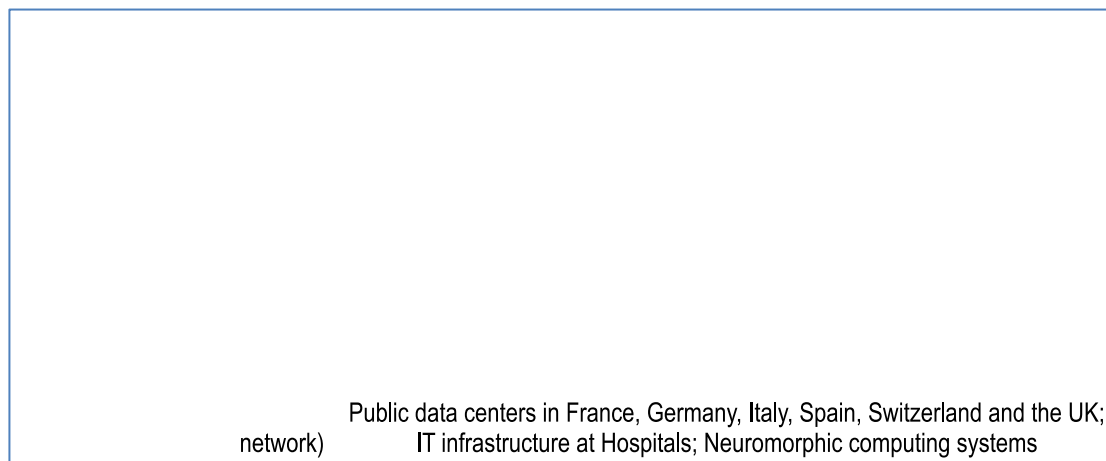 Public data centers in France, Germany, Italy, Spain, Switzerland and the UK;
network) IT infrastructure at Hospitals; Neuromorphic computing systems